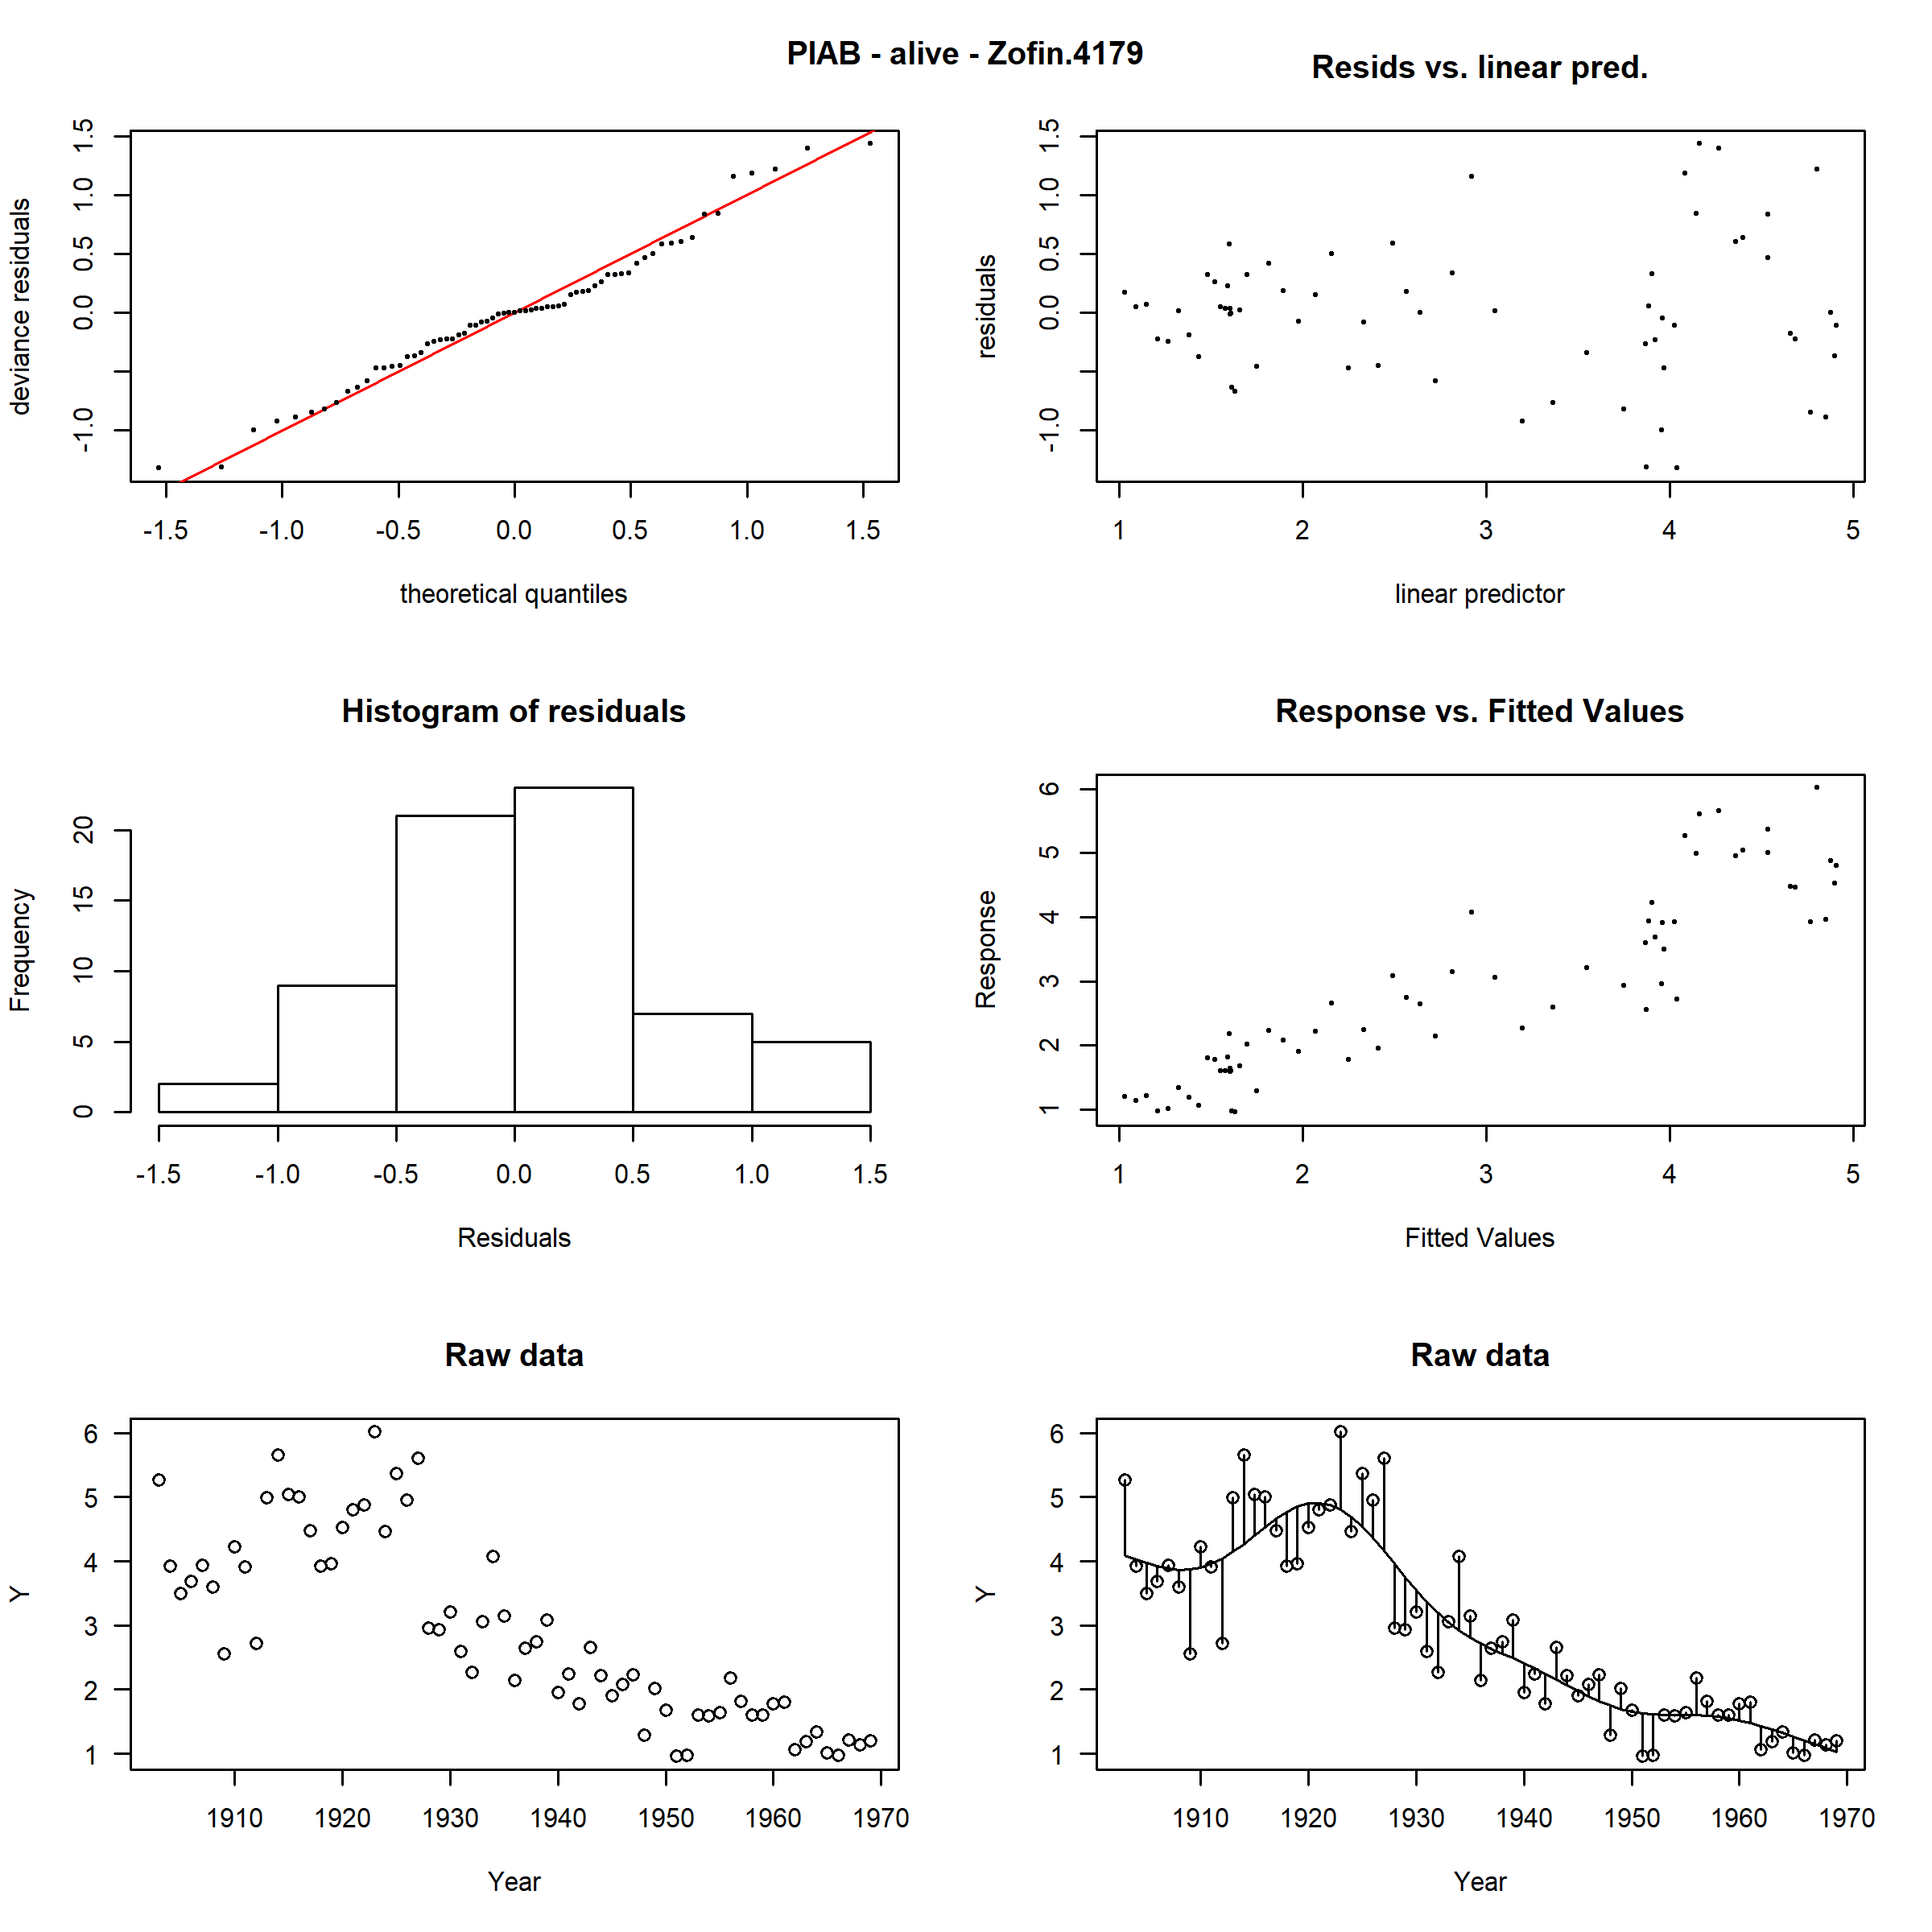 PIAB - alive - Zofin.4179
Resids vs. linear pred.
deviance residuals
-1.0 0.0 0.5 1.0 1.5
-1.5 -1.0 -0.5 0.0 0.5 1.0 1.5
theoretical quantiles
residuals
-1.0 0.0 0.5 1.0 1.5
1 2 3 4 5
linear predictor
Histogram of residuals
Frequency
0 5 10 15 20
-1.5 -1.0 -0.5 0.0 0.5 1.0 1.5
Residuals
Response vs. Fitted Values
Response
1 2 3 4 5 6
1 2 3 4 5
Fitted Values
Raw data
Y
1 2 3 4 5 6
1910 1920 1930 1940 1950 1960 1970
Year
Raw data
Y
1 2 3 4 5 6
1910 1920 1930 1940 1950 1960 1970
Year